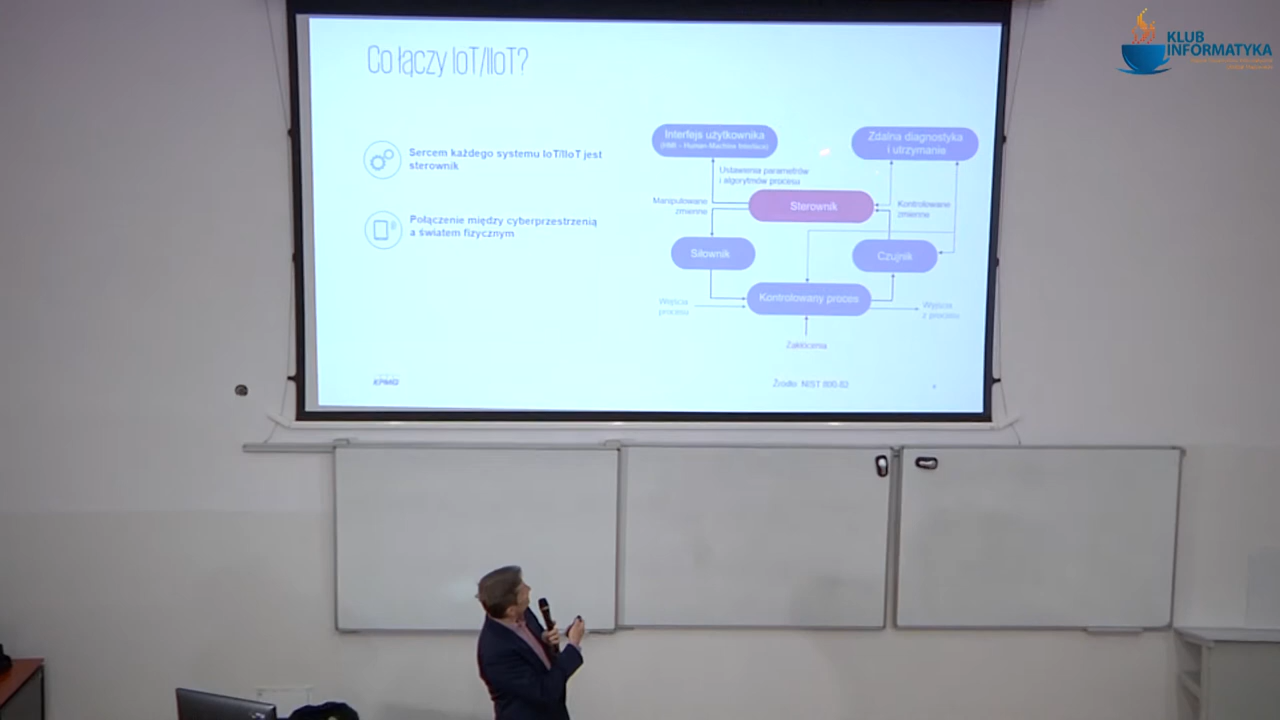 Co łączy IoT/IIoT?
Sercem każdego systemu IoT/IIoT jest
sterownik
Połączenie między cyberprzestrzenią
a światem fizycznym
Interfejs użytkownika
(HMI - Human-Machine Interface)
Zdalna diagnostyka
i utrzymanie
Ustawienia parametrów
i algorytmów procesu
Manipulowane
zmienne
Sterownik
Kontrolowane
zmienne
Siłownik
Czujnik
Wejścia
procesu
Kontrolowany proces
Wyjścia
z procesu
Zakłócenia
KPMG
Źródło: NIST 800-82
KLUB
INFORMATYKA